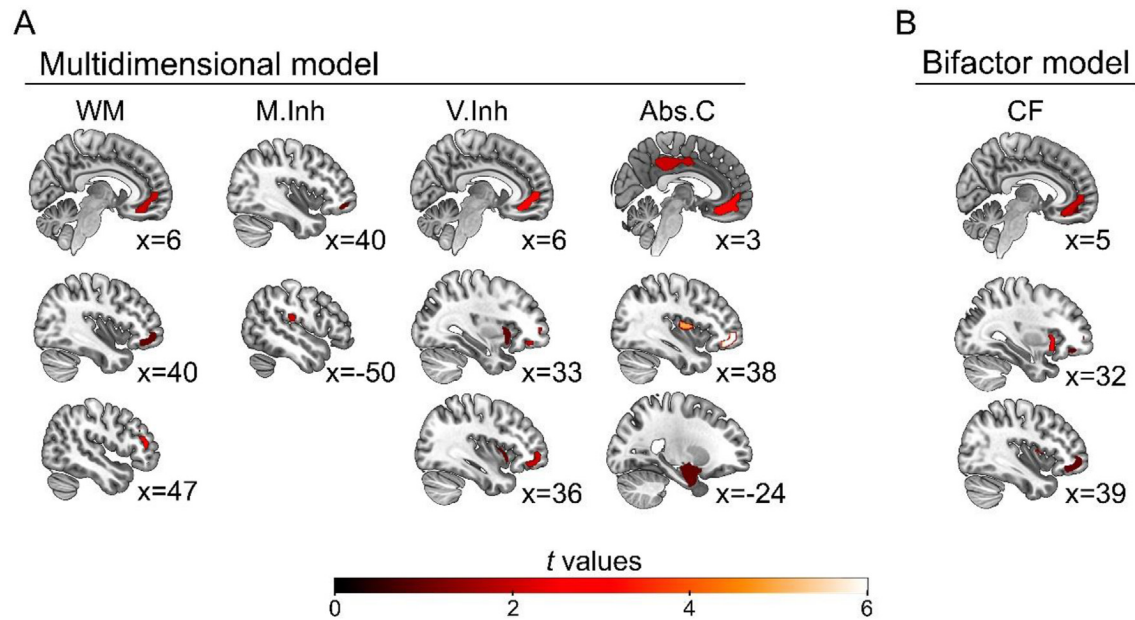 A
B
Multidimensional model
Bifactor model
WM
M.Inh
V.Inh
Abs.C
CF
x=6
x=40
x=6
x=3
x=5
x=40
x=-50
x=33
x=38
x=32
x=47
x=36
x=-24
x=39
t values
0
2
4
6